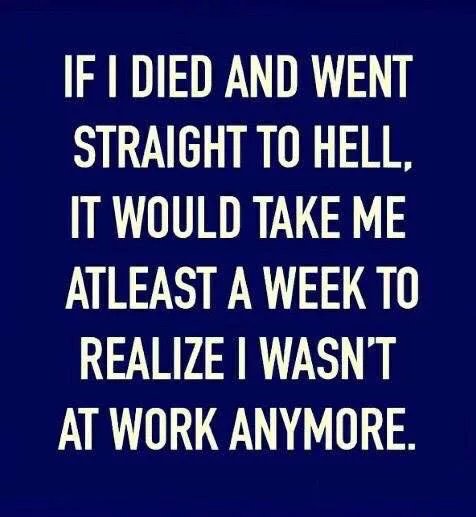 IF I DIED AND WENT
STRAIGHT TO HELL,
IT WOULD TAKE ME
ATLEAST A WEEK TO
REALIZE I WASN'T
AT WORK ANYMORE.